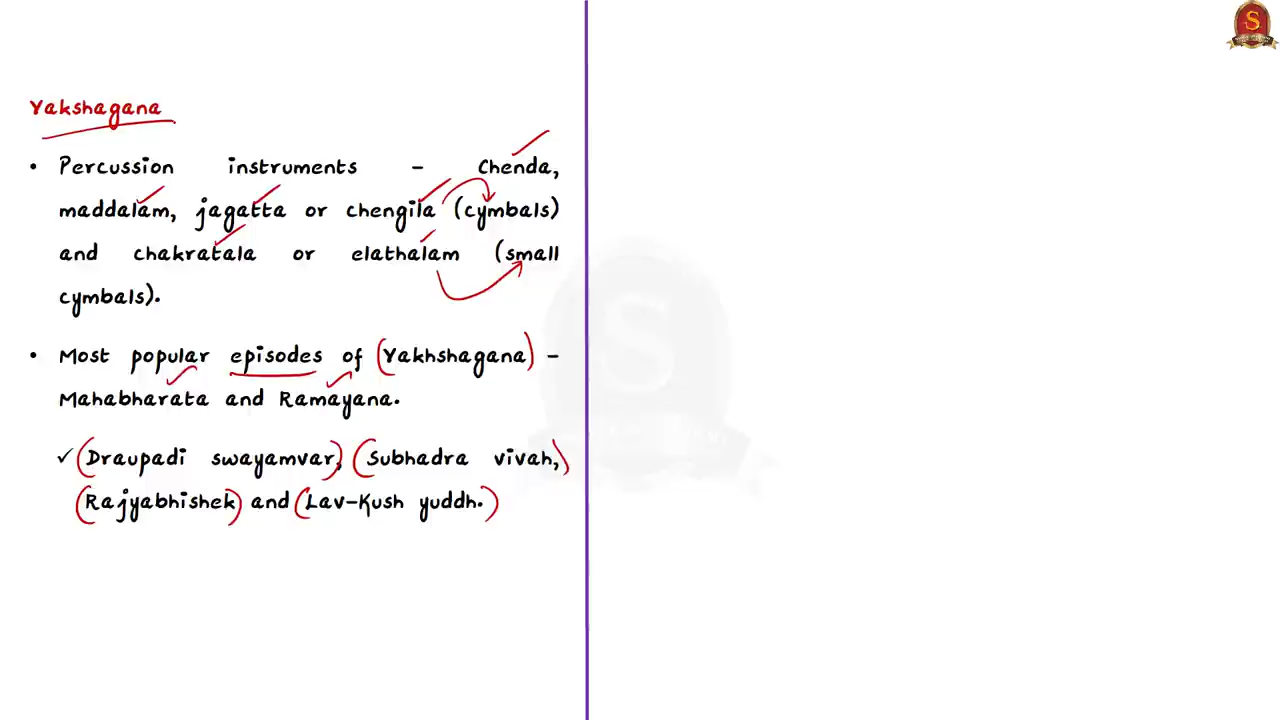 Yakshagana
• Percussion instruments – Chenda,
maddalam, jagatta or chengila (cymbals)
and chakratala or elathalam (small
cymbals).
• Most popular episodes of (Yakhshagana) –
Mahabharata and Ramayana.
✓ (Draupadi swayamvar, (Subhadra vivah,)
(Rajyabhishek) and (Lav-Kush yuddh.)
S